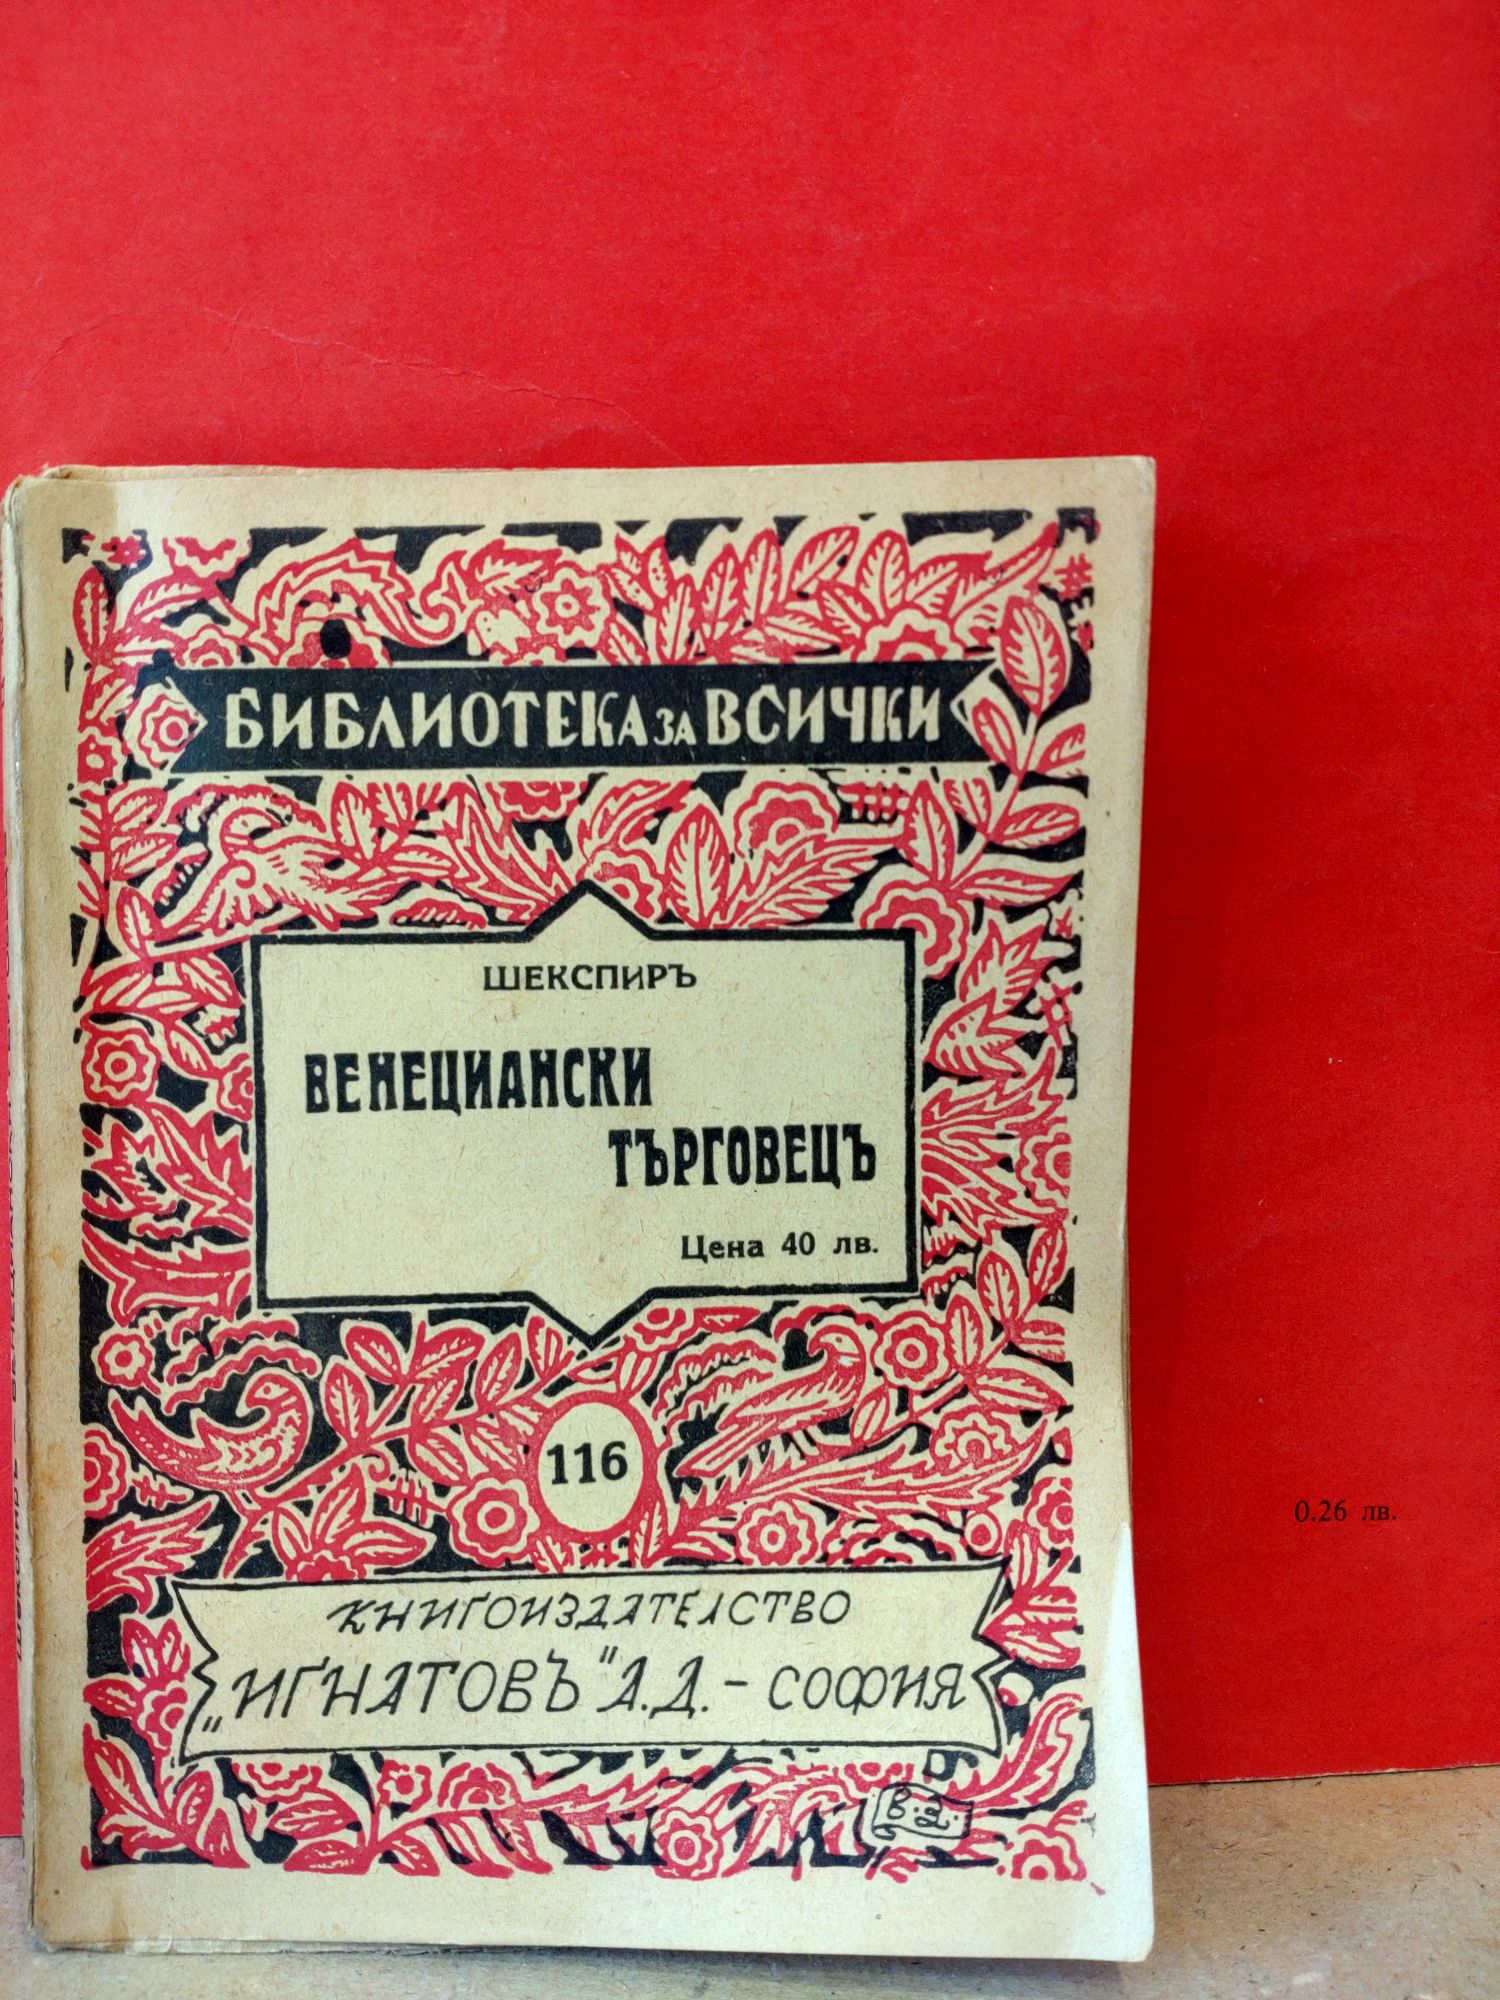 БИБЛИОТЕКА ЗА ВСИЧКИ
ШЕКСПИРЪ
ВЕНЕЦИАНСКИ
ТЪРГОВЕЦЪ
Цена 40 лв.
116
КНИГОИЗДАТЕЛСТВО
„ИГНАТОВЪ" А.Д. - СОФИЯ
0.26 лв.